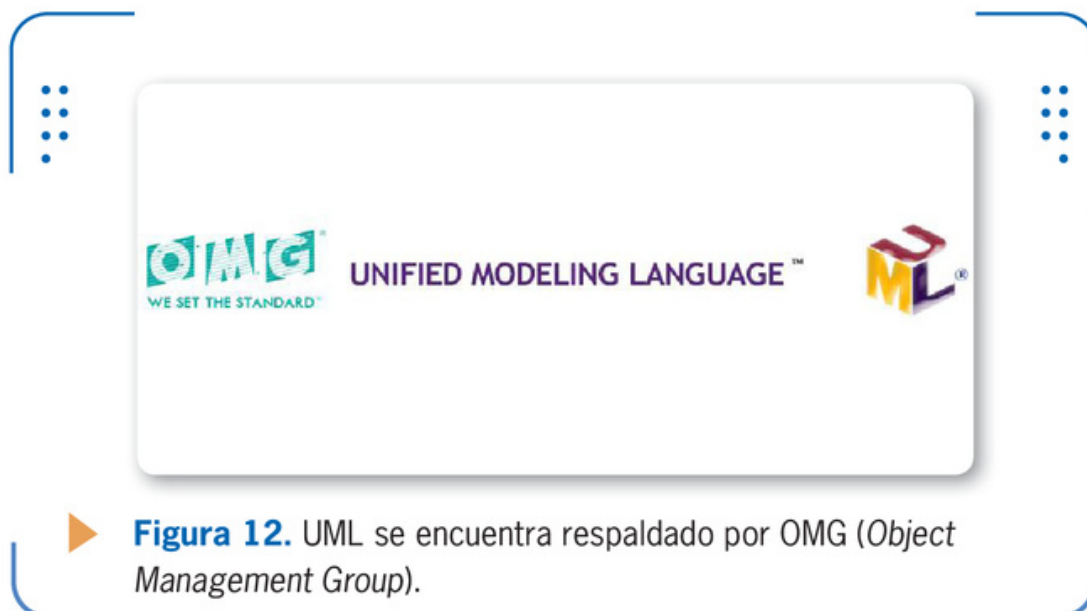 OMG®
WE SET THE STANDARD™
UNIFIED MODELING LANGUAGE™
UML®
Figura 12. UML se encuentra respaldado por OMG (Object
Management Group).